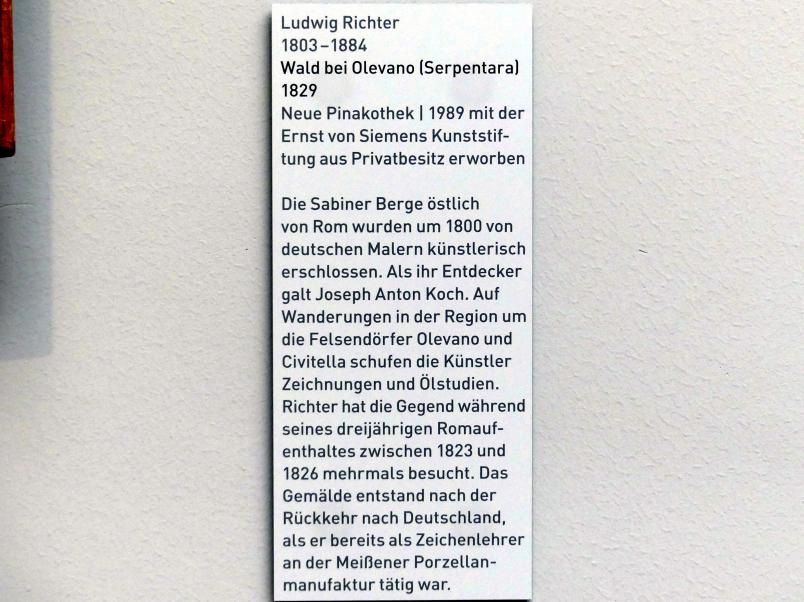 Ludwig Richter
1803–1884
Wald bei Olevano (Serpentara)
1829
Neue Pinakothek | 1989 mit der
Ernst von Siemens Kunststif-
tung aus Privatbesitz erworben
Die Sabiner Berge östlich
von Rom wurden um 1800 von
deutschen Malern künstlerisch
erschlossen. Als ihr Entdecker
galt Joseph Anton Koch. Auf
Wanderungen in der Region um
die Felsendörfer Olevano und
Civitella schufen die Künstler
Zeichnungen und Ölstudien.
Richter hat die Gegend während
seines dreijährigen Romauf-
enthaltes zwischen 1823 und
1826 mehrmals besucht. Das
Gemälde entstand nach der
Rückkehr nach Deutschland,
als er bereits als Zeichenlehrer
an der Meißener Porzellan-
manufaktur tätig war.